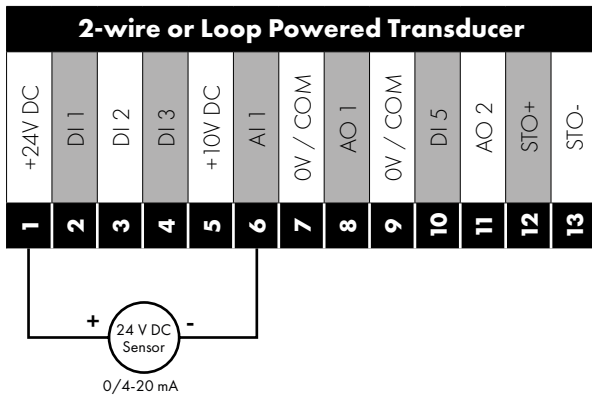 2-wire or Loop Powered Transducer
+24V DC
DI 1
DI 2
DI 3
+10V DC
AI 1
0V / COM
AO 1
0V / COM
DI 5
AO 2
STO+
STO-
1
2
3
4
5
6
7
8
9
10
11
12
13
+
-
24 V DC
Sensor
0/4-20 mA